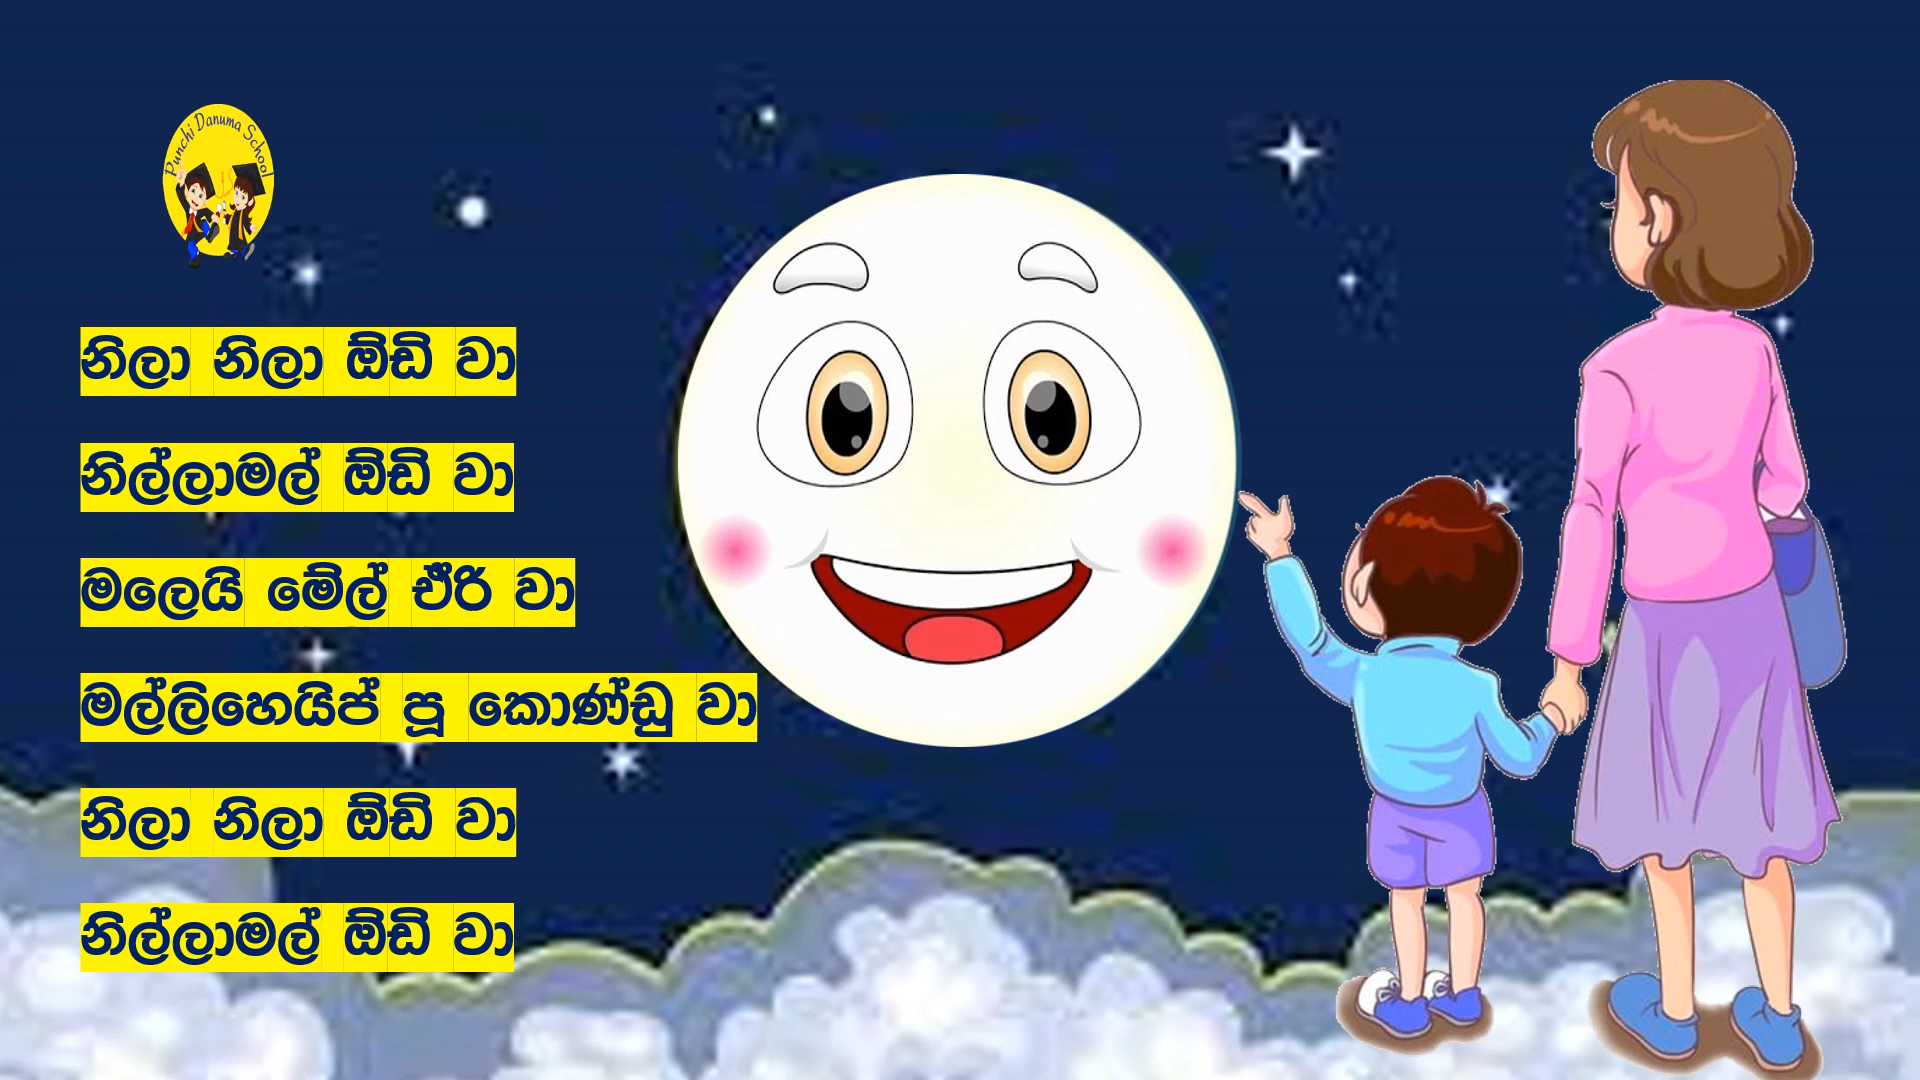 Punchi Danuma School
නිලා නිලා ඕඩි වා
නිල්ලාමල් ඕඩි වා
මලෙයි මේල් ඒරි වා
මල්ලිහෙයිප් පූ කොණ්ඩු වා
නිලා නිලා ඕඩි වා
නිල්ලාමල් ඕඩි වා